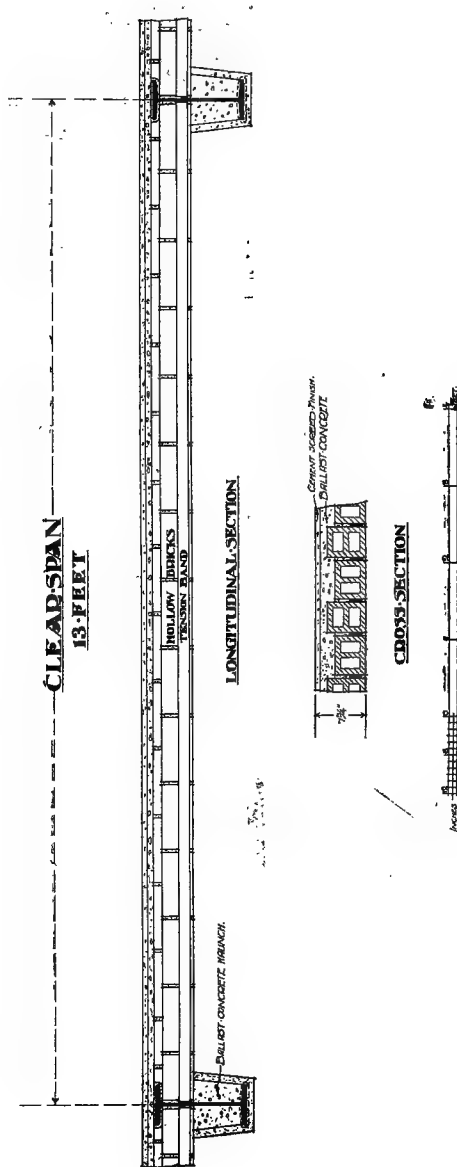 CLEAR·SPAN
13·FEET
HOLLOW BRICKS
TENSION BAND
LONGITUDINAL·SECTION
BALLAST·CONCRETE HAUNCH.
CEMENT SCREED·FINISH.
BALLAST·CONCRETE
CROSS·SECTION
INCHES
FEET.